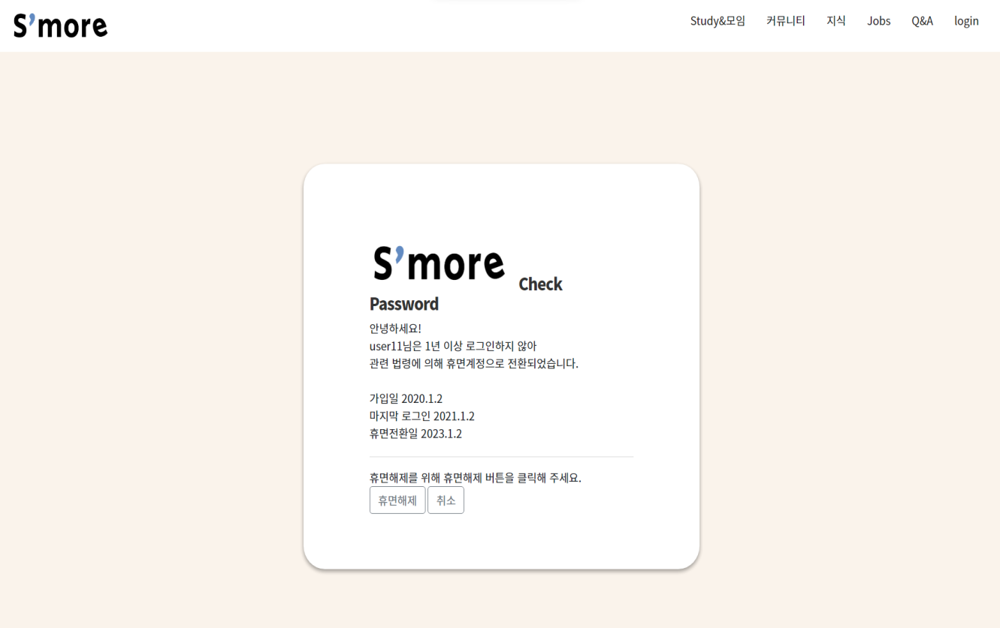 S’more
Study&모임 커뮤니티 지식 Jobs Q&A login
S’more Check
Password
안녕하세요!
user11님은 1년 이상 로그인하지 않아
관련 법령에 의해 휴면계정으로 전환되었습니다.
가입일 2020.1.2
마지막 로그인 2021.1.2
휴면전환일 2023.1.2
휴면해제를 위해 휴면해제 버튼을 클릭해 주세요.
휴면해제 취소